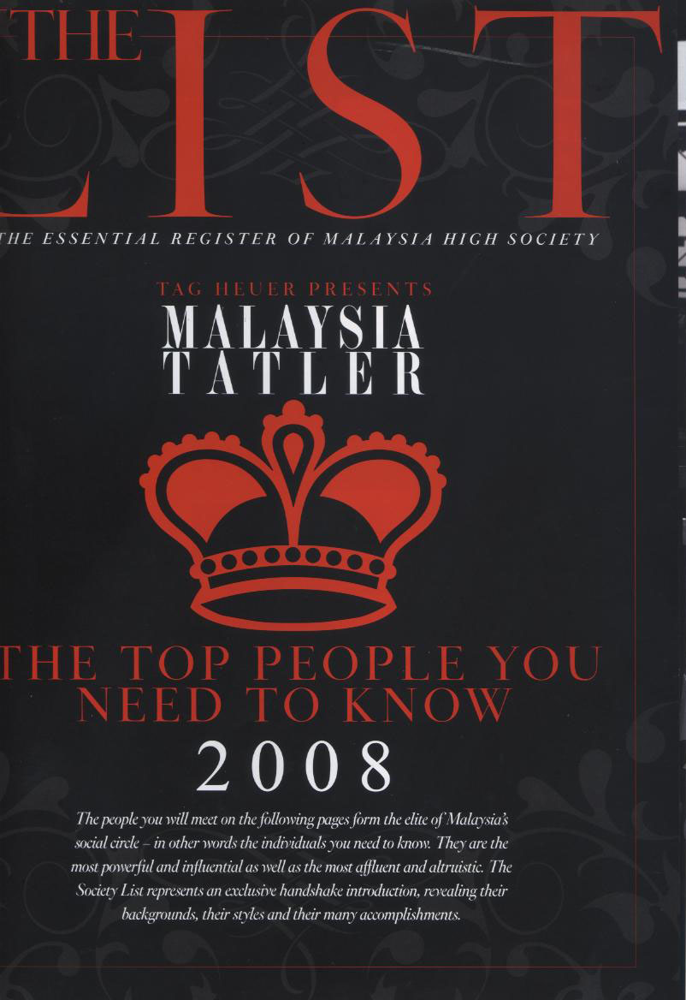 THE
LIST
THE ESSENTIAL REGISTER OF MALAYSIA HIGH SOCIETY
TAG HEUER PRESENTS
MALAYSIA
TATLER
THE TOP PEOPLE YOU
NEED TO KNOW
2008
The people you will meet on the following pages form the elite of Malaysia's
social circle – in other words the individuals you need to know. They are the
most powerful and influential as well as the most affluent and altruistic. The
Society List represents an exclusive handshake introduction, revealing their
backgrounds, their styles and their many accomplishments.